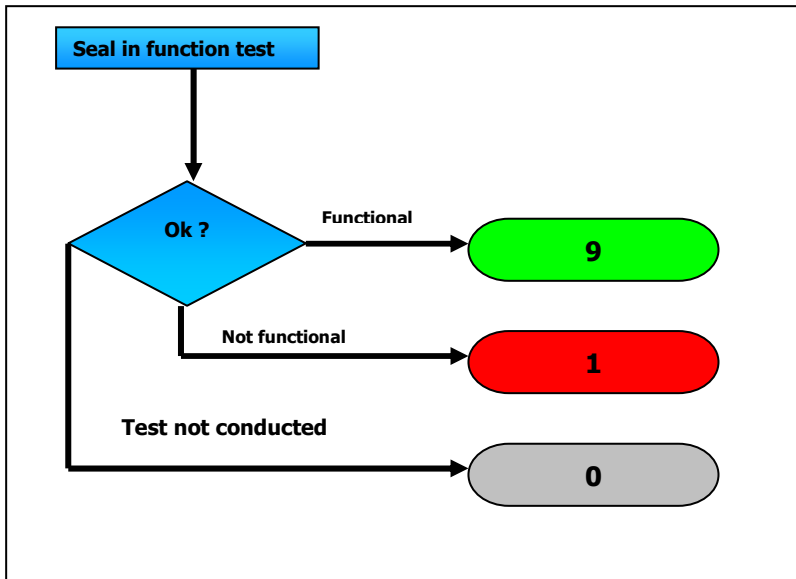 Seal in function test
Ok ?
Functional
9
Not functional
1
Test not conducted
0